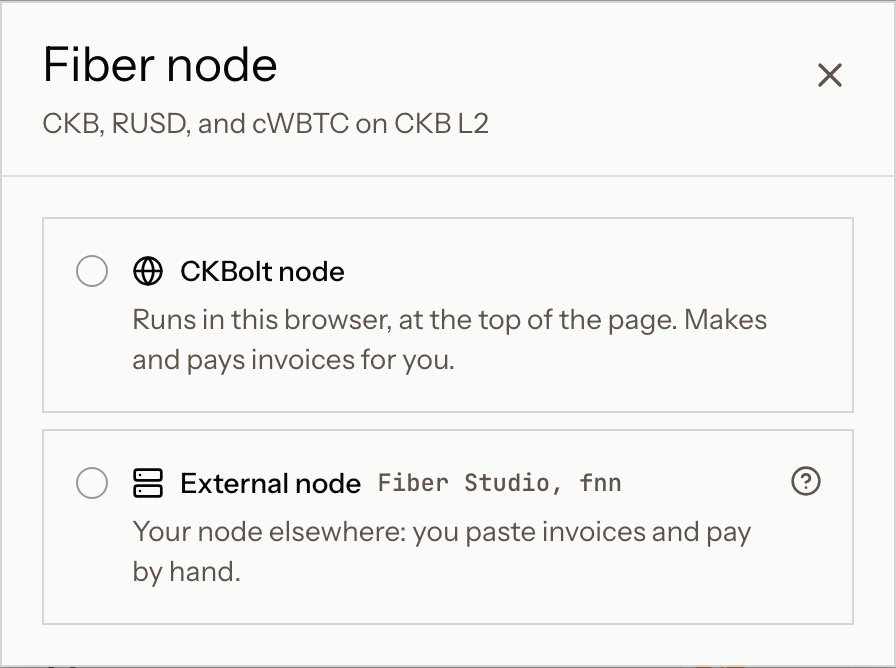 Fiber node
CKB, RUSD, and cWBTC on CKB L2
CKBolt node
Runs in this browser, at the top of the page. Makes
and pays invoices for you.
External node Fiber Studio, fnn
Your node elsewhere: you paste invoices and pay
by hand.